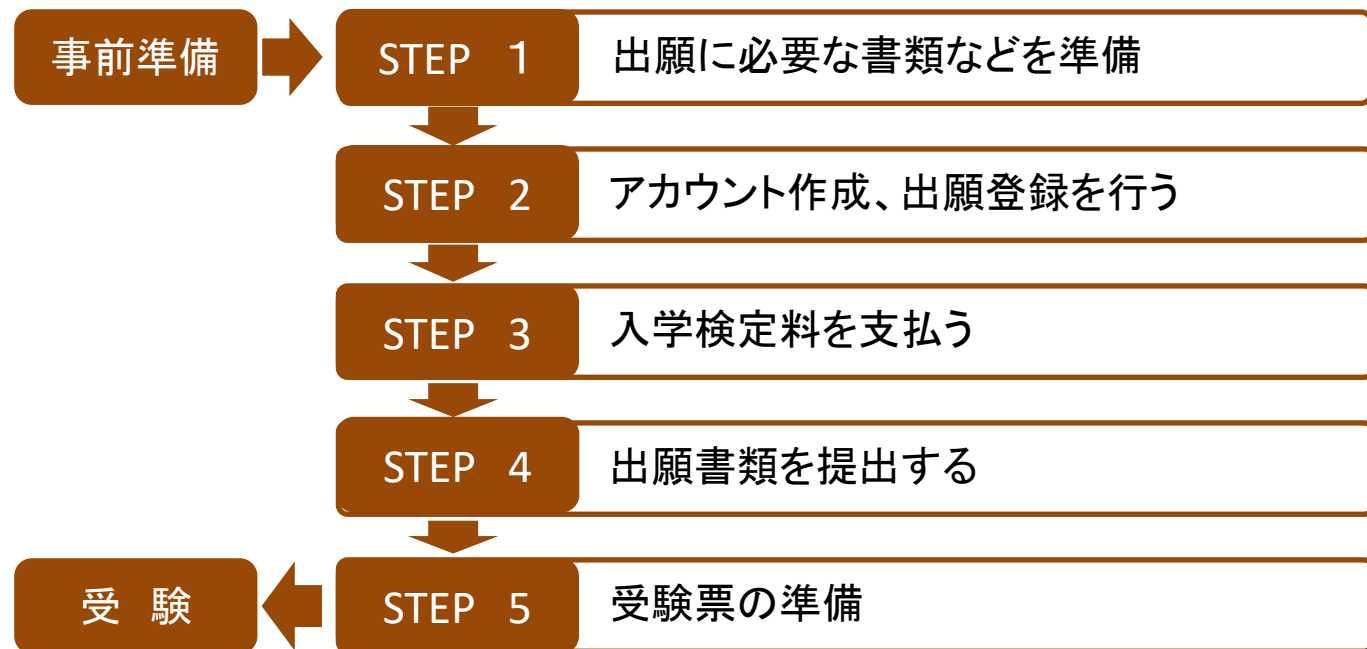 事前準備
STEP 1 出願に必要な書類などを準備
STEP 2 アカウント作成、出願登録を行う
STEP 3 入学検定料を支払う
STEP 4 出願書類を提出する
STEP 5 受験票の準備
受 験